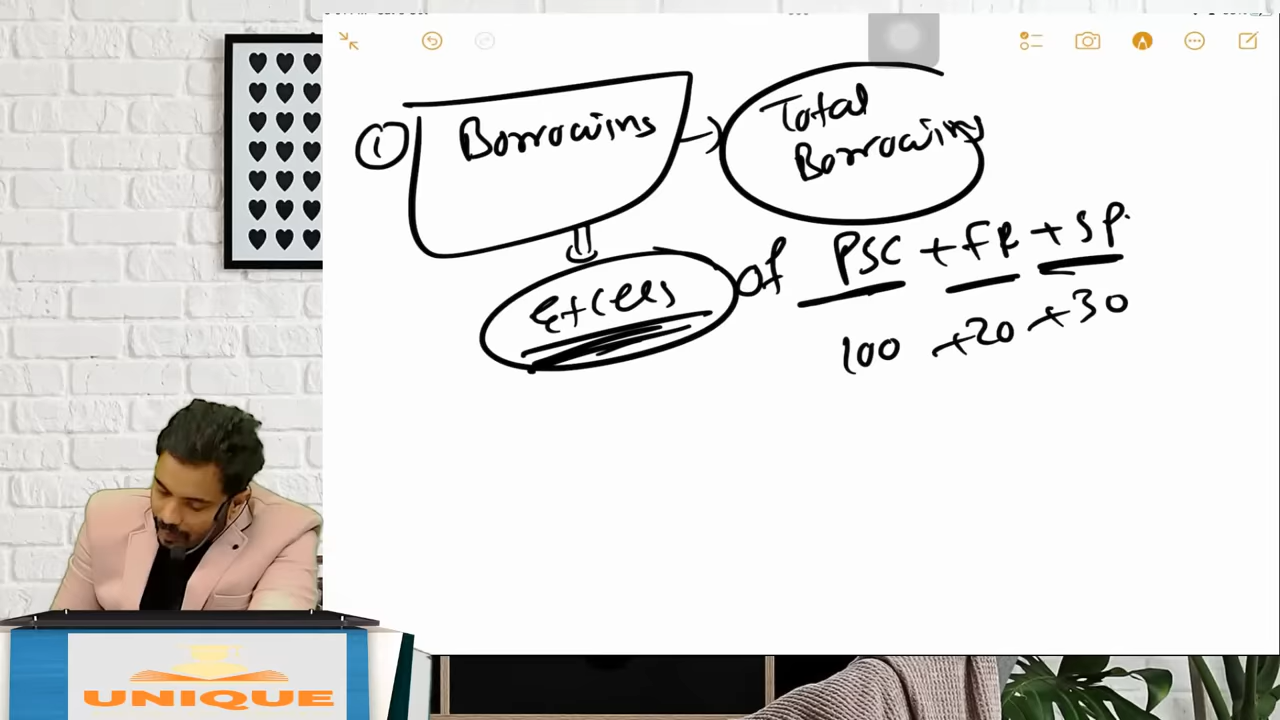 ① Borrowins → Total Borrowing
Excess of PSC + FR + SP.
100 + 20 + 30
UNIQUE